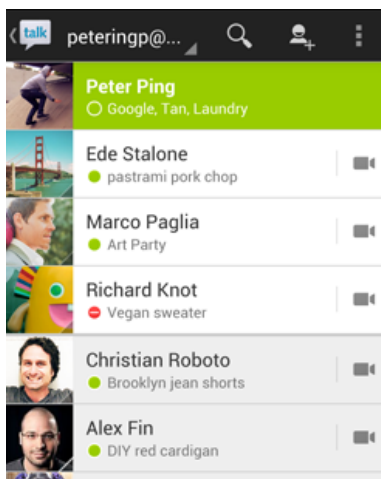 talk
peteringp@...
Peter Ping
Google, Tan, Laundry
Ede Stalone
pastrami pork chop
Marco Paglia
Art Party
Richard Knot
Vegan sweater
Christian Roboto
Brooklyn jean shorts
Alex Fin
DIY red cardigan